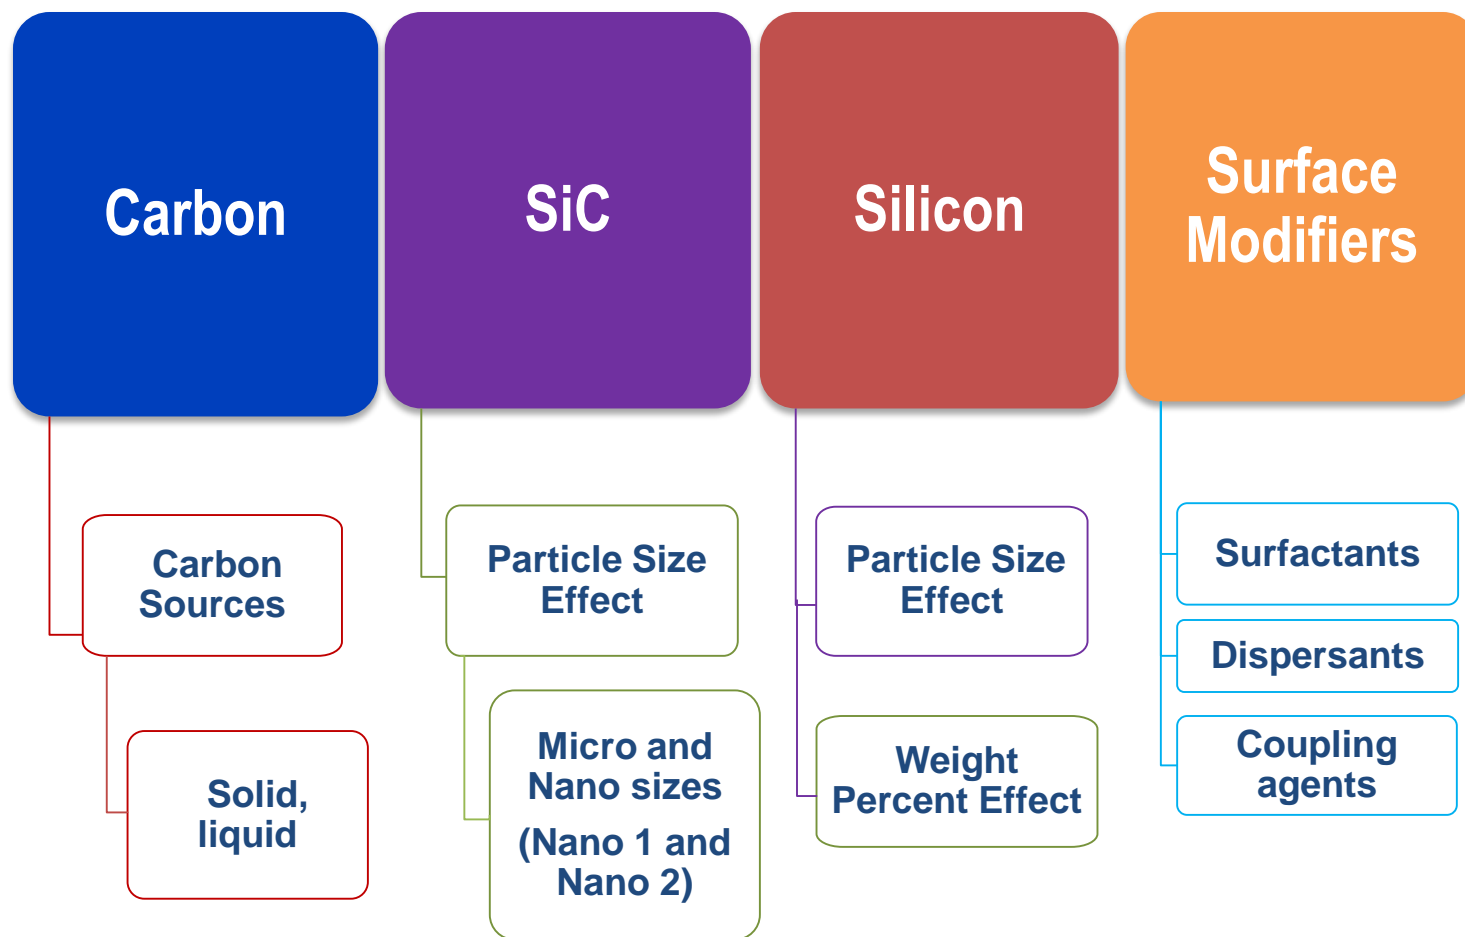 Carbon
SiC
Silicon
Surface
Modifiers
Carbon
Sources
Solid,
liquid
Particle Size
Effect
Micro and
Nano sizes
(Nano 1 and
Nano 2)
Particle Size
Effect
Weight
Percent Effect
Surfactants
Dispersants
Coupling
agents